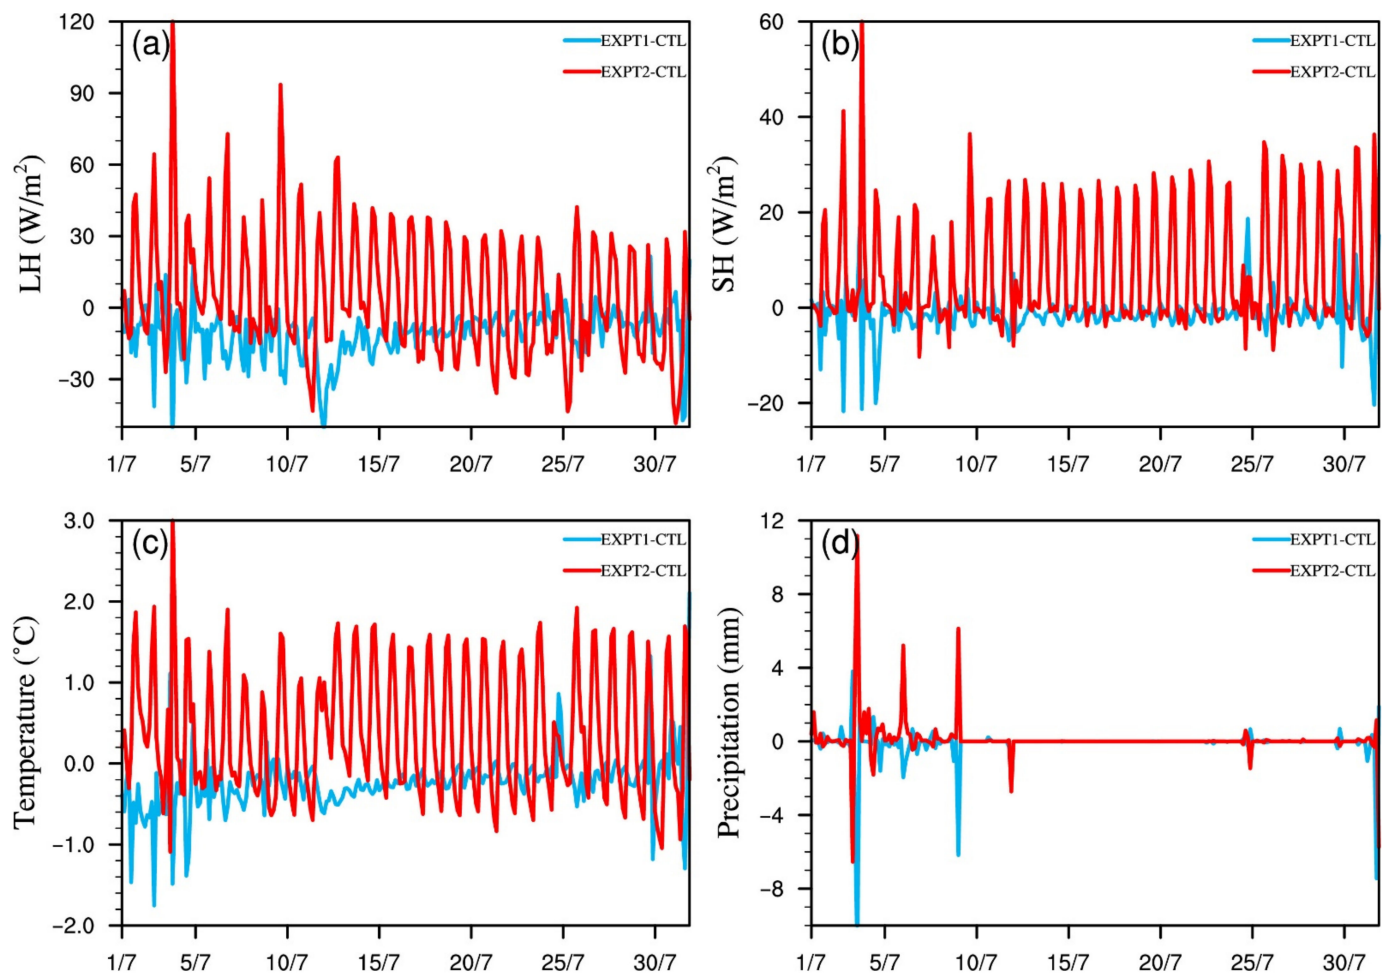 (a)
EXPT1-CTL
EXPT2-CTL
LH (W/m²)
120
90
60
30
0
−30
1/7 5/7 10/7 15/7 20/7 25/7 30/7
(b)
EXPT1-CTL
EXPT2-CTL
SH (W/m²)
60
40
20
0
−20
1/7 5/7 10/7 15/7 20/7 25/7 30/7
(c)
EXPT1-CTL
EXPT2-CTL
Temperature (°C)
3.0
2.0
1.0
0.0
−1.0
−2.0
1/7 5/7 10/7 15/7 20/7 25/7 30/7
(d)
EXPT1-CTL
EXPT2-CTL
Precipitation (mm)
12
8
4
0
−4
−8
1/7 5/7 10/7 15/7 20/7 25/7 30/7